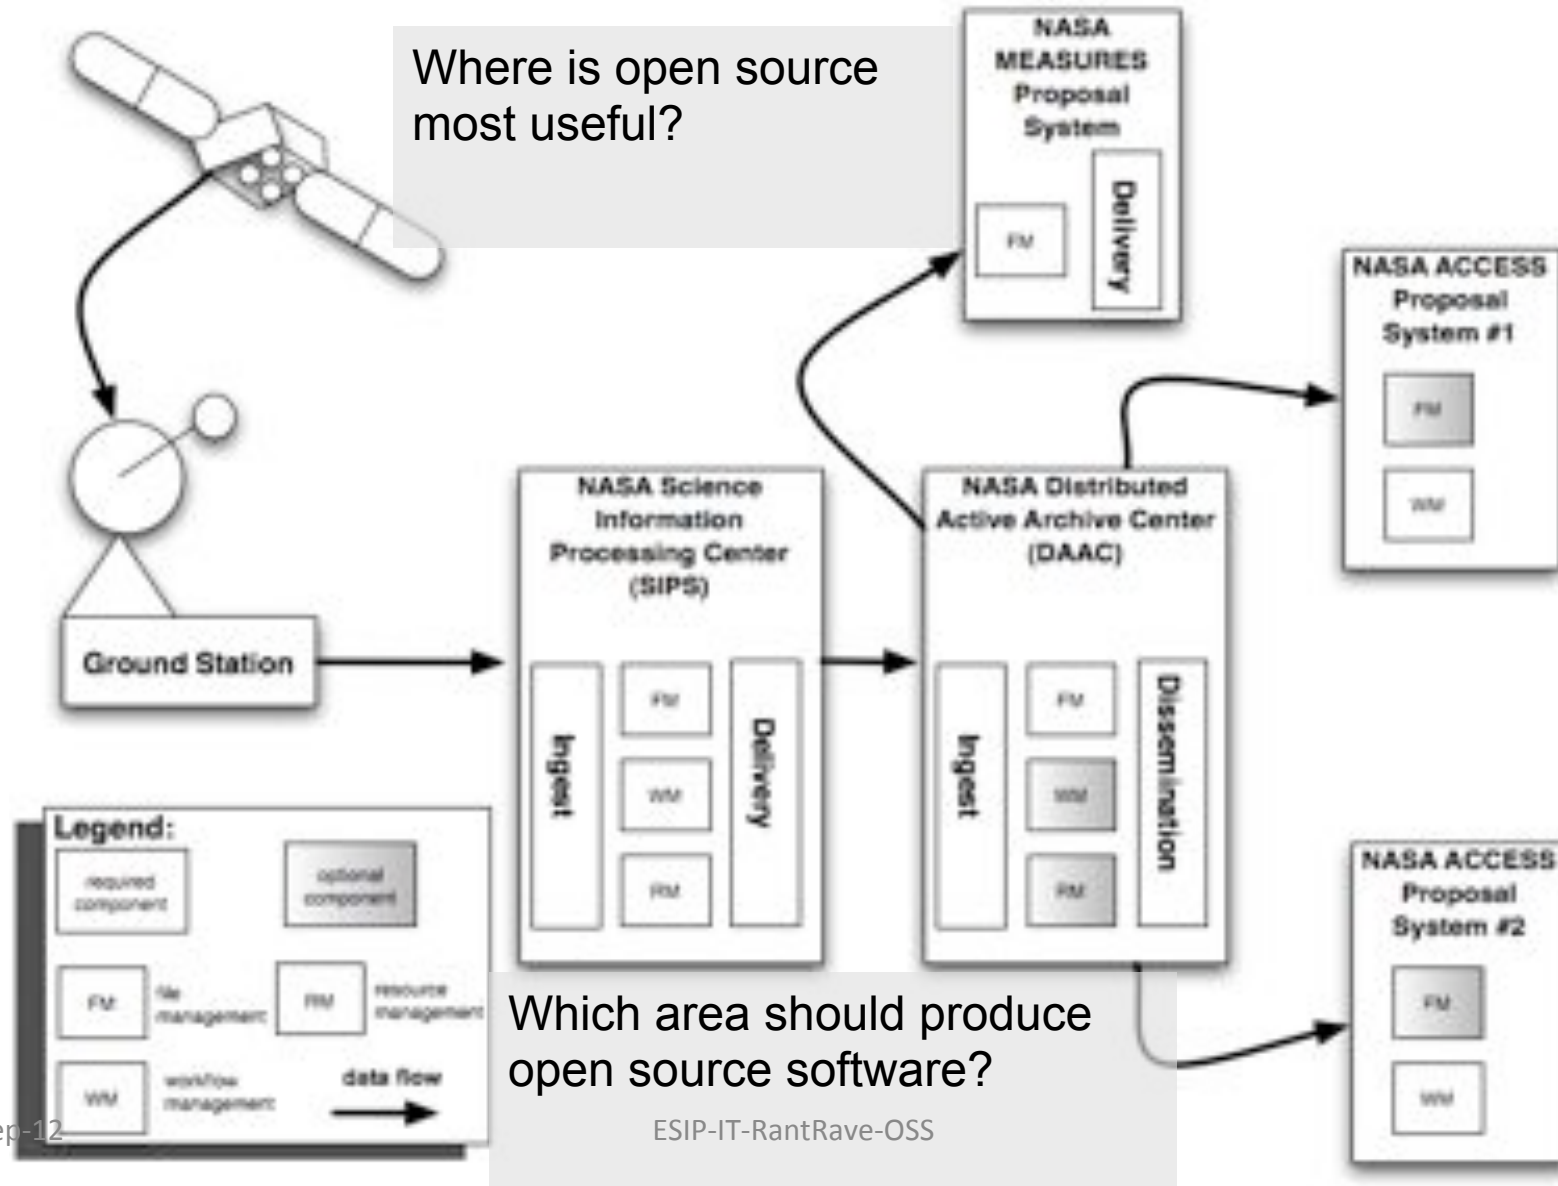 Where is open source
most useful?
NASA
MEASURES
Proposal
System
FM
Delivery
NASA ACCESS
Proposal
System #1
FM
WM
NASA Science
Information
Processing Center
(SIPS)
Ingest
FM
WM
RM
Delivery
NASA Distributed
Active Archive Center
(DAAC)
Ingest
FM
WM
RM
Dissemination
Ground Station
Legend:
required
component
optional
component
FM
file
management
RM
resource
management
WM
workflow
management
data flow
NASA ACCESS
Proposal
System #2
FM
WM
Which area should produce
open source software?
ep-12
ESIP-IT-RantRave-OSS